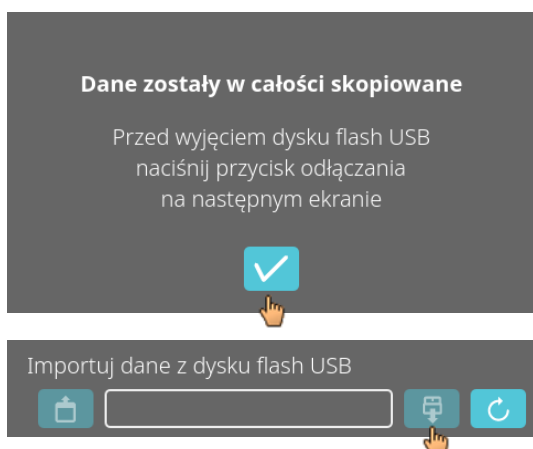 Dane zostały w całości skopiowane
Przed wyjęciem dysku flash USB
naciśnij przycisk odłączania
na następnym ekranie
Importuj dane z dysku flash USB